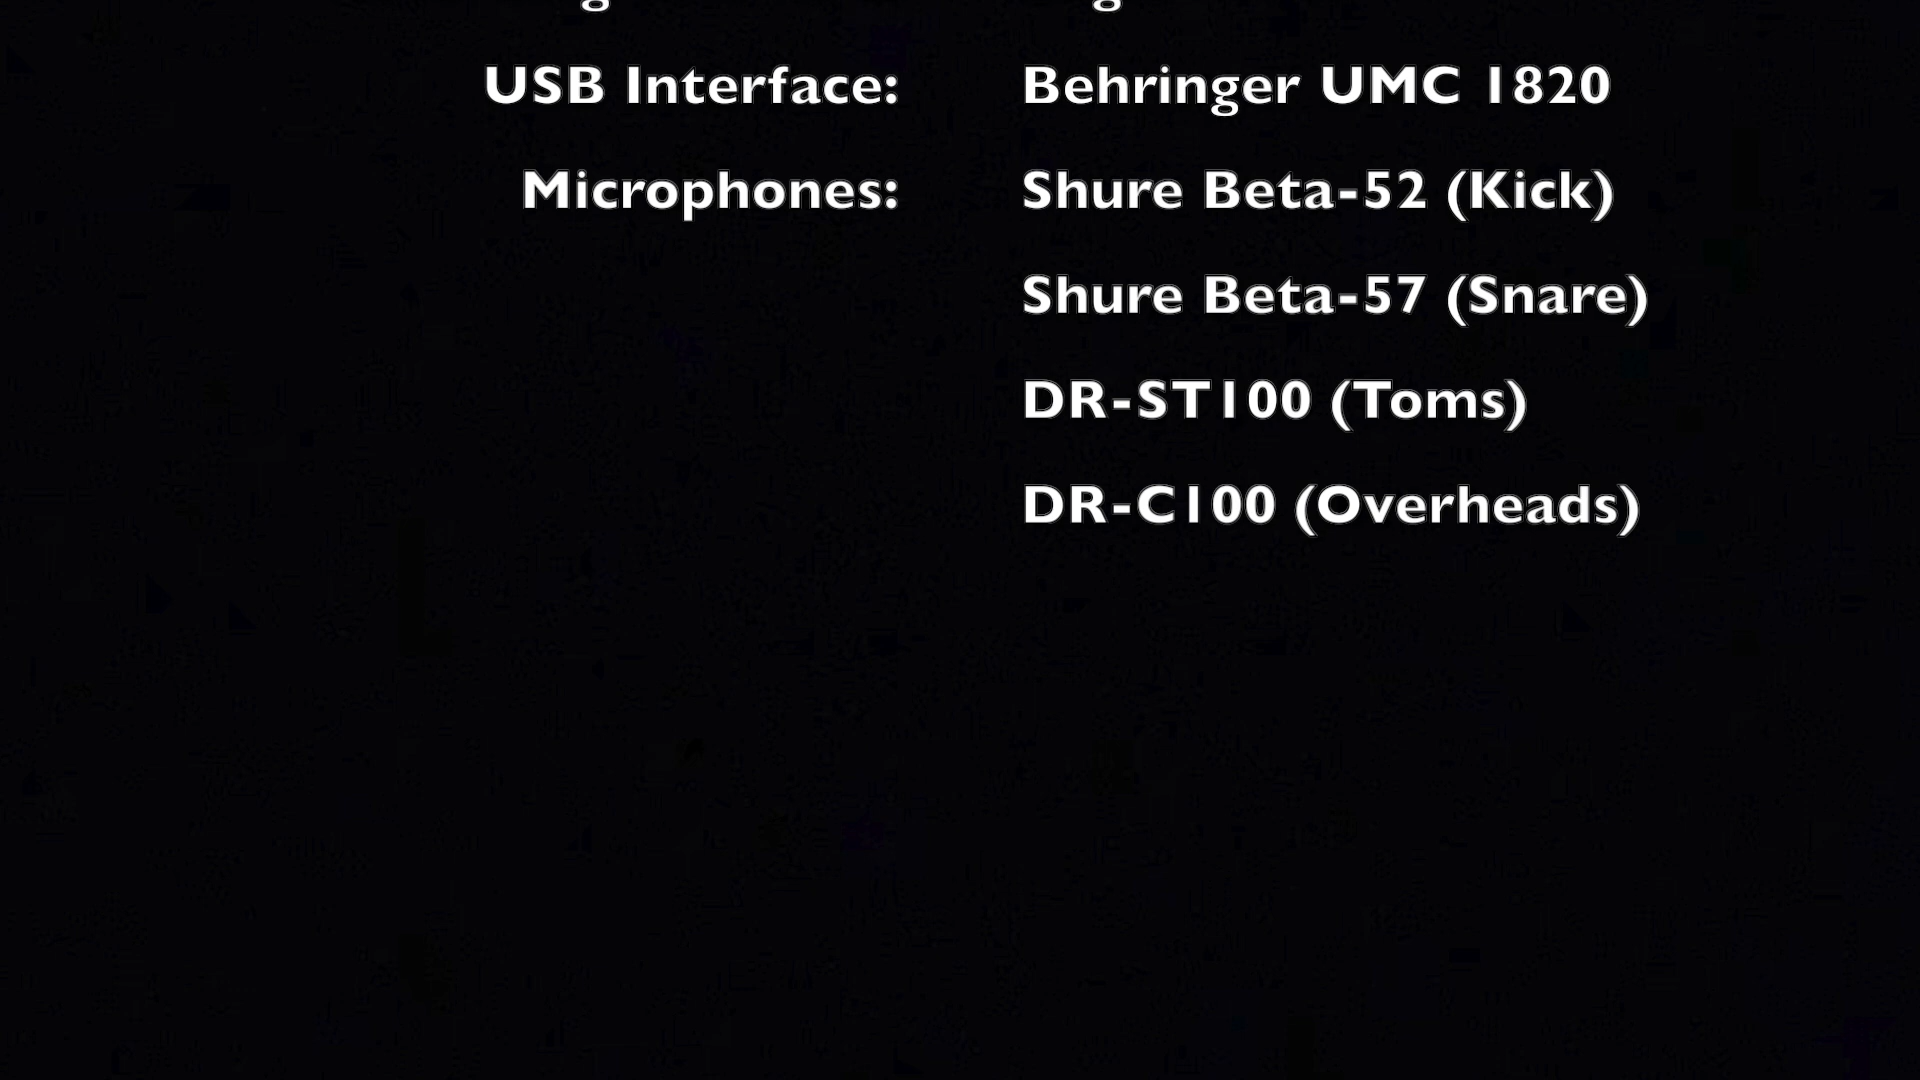 USB Interface: Behringer UMC 1820
Microphones: Shure Beta-52 (Kick)
Shure Beta-57 (Snare)
DR-ST100 (Toms)
DR-C100 (Overheads)